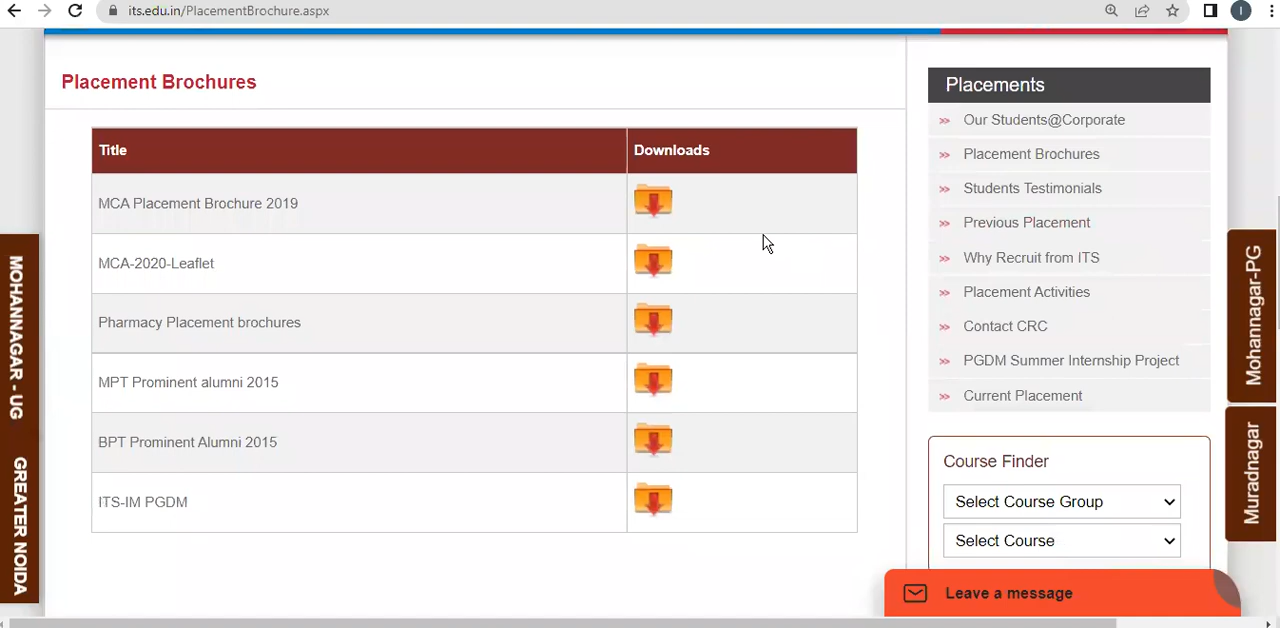 its.edu.in/PlacementBrochure.aspx
I
Placement Brochures
Title Downloads
MCA Placement Brochure 2019
MCA-2020-Leaflet
Pharmacy Placement brochures
MPT Prominent alumni 2015
BPT Prominent Alumni 2015
ITS-IM PGDM
Placements
Our Students@Corporate
Placement Brochures
Students Testimonials
Previous Placement
Why Recruit from ITS
Placement Activities
Contact CRC
PGDM Summer Internship Project
Current Placement
Course Finder
Select Course Group
Select Course
Leave a message
MOHANNAGAR - UG
GREATER NOIDA
Mohannagar-PG
Muradnagar